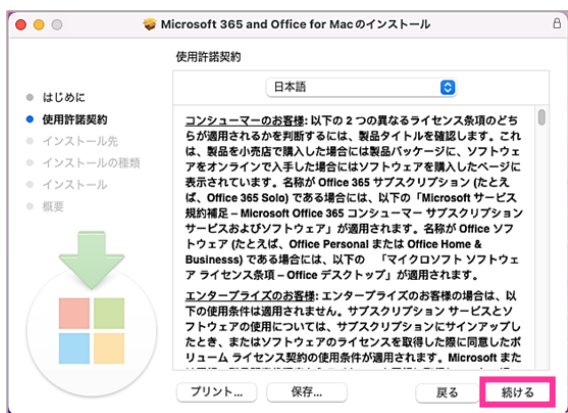 Microsoft 365 and Office for Mac のインストール
使用許諾契約
日本語
はじめに
使用許諾契約
インストール先
インストールの種類
インストール
概要
コンシューマーのお客様: 以下の 2 つの異なるライセンス条項のどち
らが適用されるかを判断するには、製品タイトルを確認します。これ
は、製品を小売店で購入した場合には製品パッケージに、ソフトウェ
アをオンラインで入手した場合にはソフトウェアを購入したページに
表示されています。名称が Office 365 サブスクリプション (たとえ
ば、Office 365 Solo) である場合には、以下の「Microsoft サービス
規約補足 – Microsoft Office 365 コンシューマー サブスクリプション
サービスおよびソフトウェア」が適用されます。名称が Office ソフ
トウェア (たとえば、Office Personal または Office Home &
Businesss) である場合には、以下の 「マイクロソフト ソフトウェ
ア ライセンス条項 – Office デスクトップ」が適用されます。
エンタープライズのお客様: エンタープライズのお客様の場合は、以
下の使用条件は適用されません。サブスクリプション サービスとソ
フトウェアの使用については、サブスクリプションにサインアップし
たとき、またはソフトウェアのライセンスを取得した際に同意したボ
リューム ライセンス契約の使用条件が適用されます。Microsoft また
プリント... 保存... 戻る 続ける